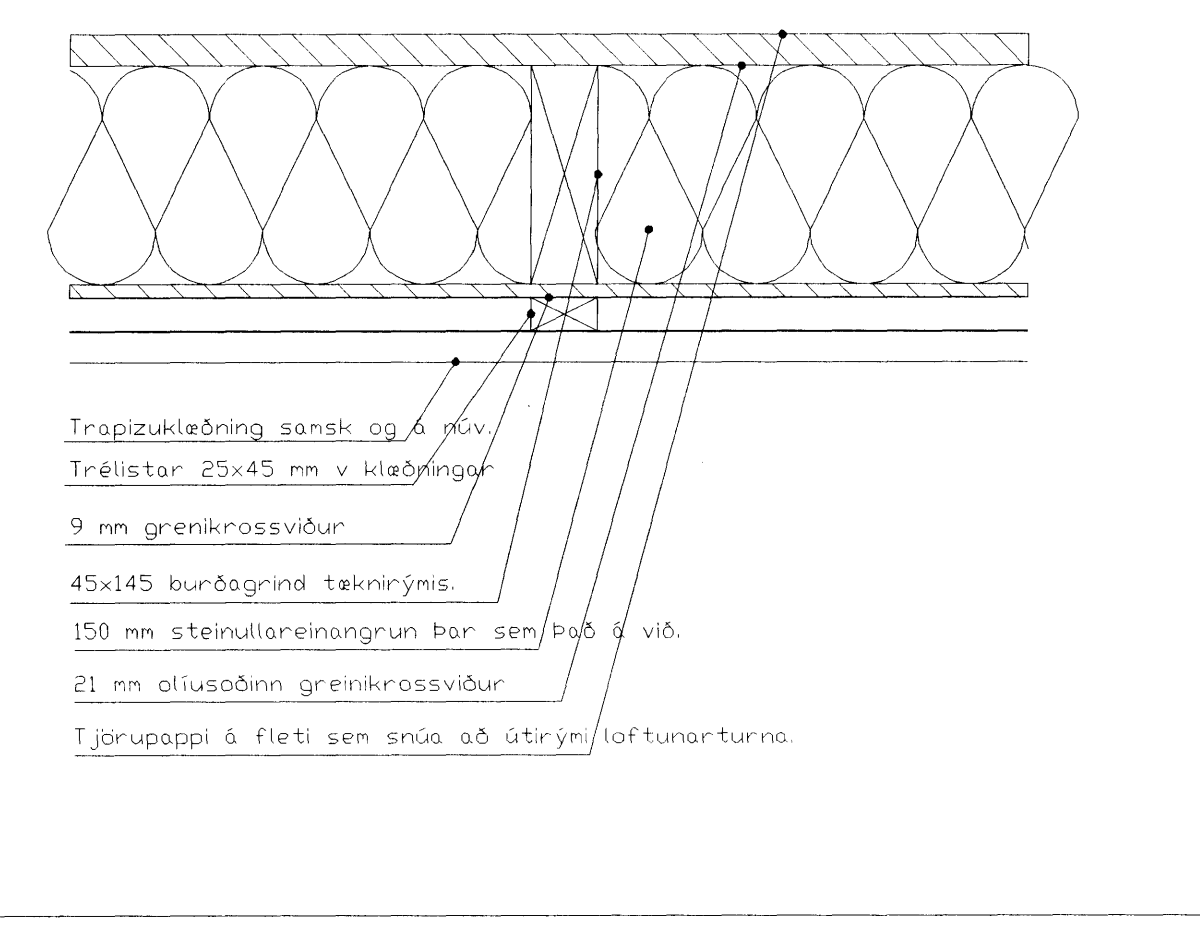 Trapizuklæðning samsk og á núv.
Trélistar 25x45 mm v klæðningar
9 mm grenikrossviður
45x145 burðagrind tæknirýmis.
150 mm steinullareinangrun þar sem það á við.
21 mm olíusoðinn greinikrossviður
Tjörupappi á fleti sem snúa að útirými loftunarturna.